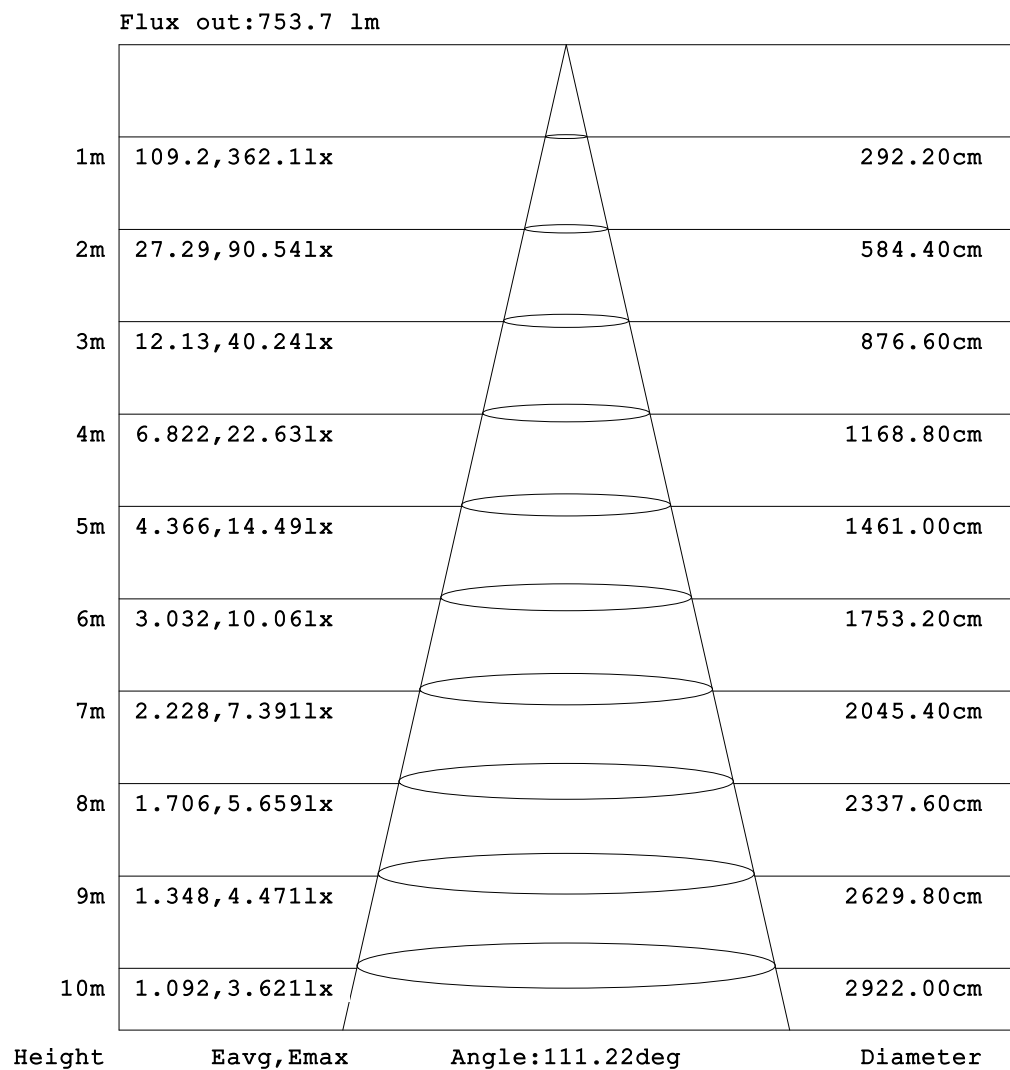 Flux out:753.7 lm
1m 109.2,362.1lx 292.20cm
2m 27.29,90.54lx 584.40cm
3m 12.13,40.24lx 876.60cm
4m 6.822,22.63lx 1168.80cm
5m 4.366,14.49lx 1461.00cm
6m 3.032,10.06lx 1753.20cm
7m 2.228,7.391lx 2045.40cm
8m 1.706,5.659lx 2337.60cm
9m 1.348,4.471lx 2629.80cm
10m 1.092,3.621lx 2922.00cm
Height Eavg,Emax Angle:111.22deg Diameter